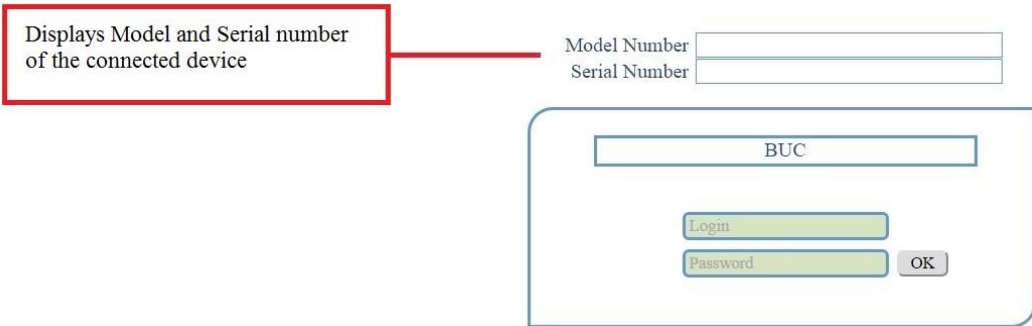 Displays Model and Serial number
of the connected device
Model Number
Serial Number
BUC
Login
Password
OK